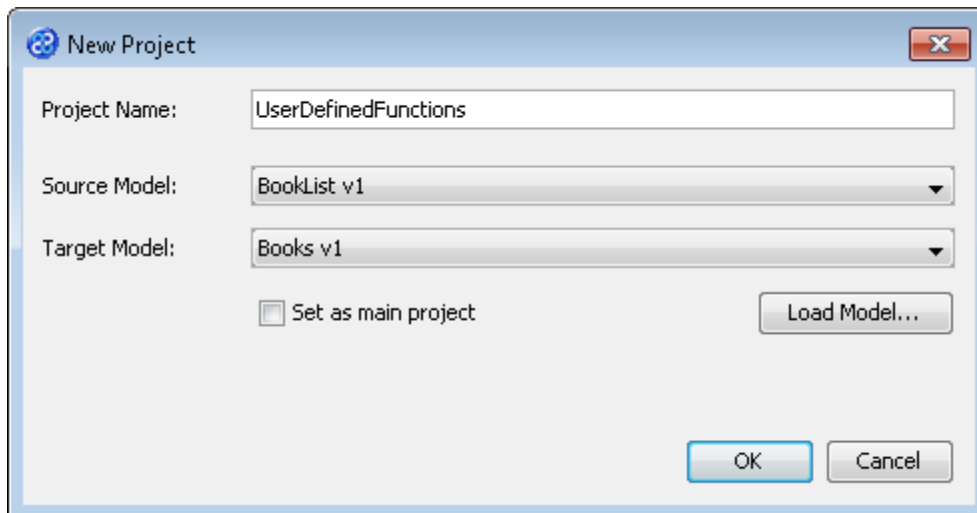 New Project
Project Name: UserDefinedFunctions
Source Model: BookList v1
Target Model: Books v1
Set as main project Load Model...
OK Cancel